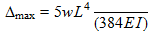 Δmax = 5wL⁴/(384EI)